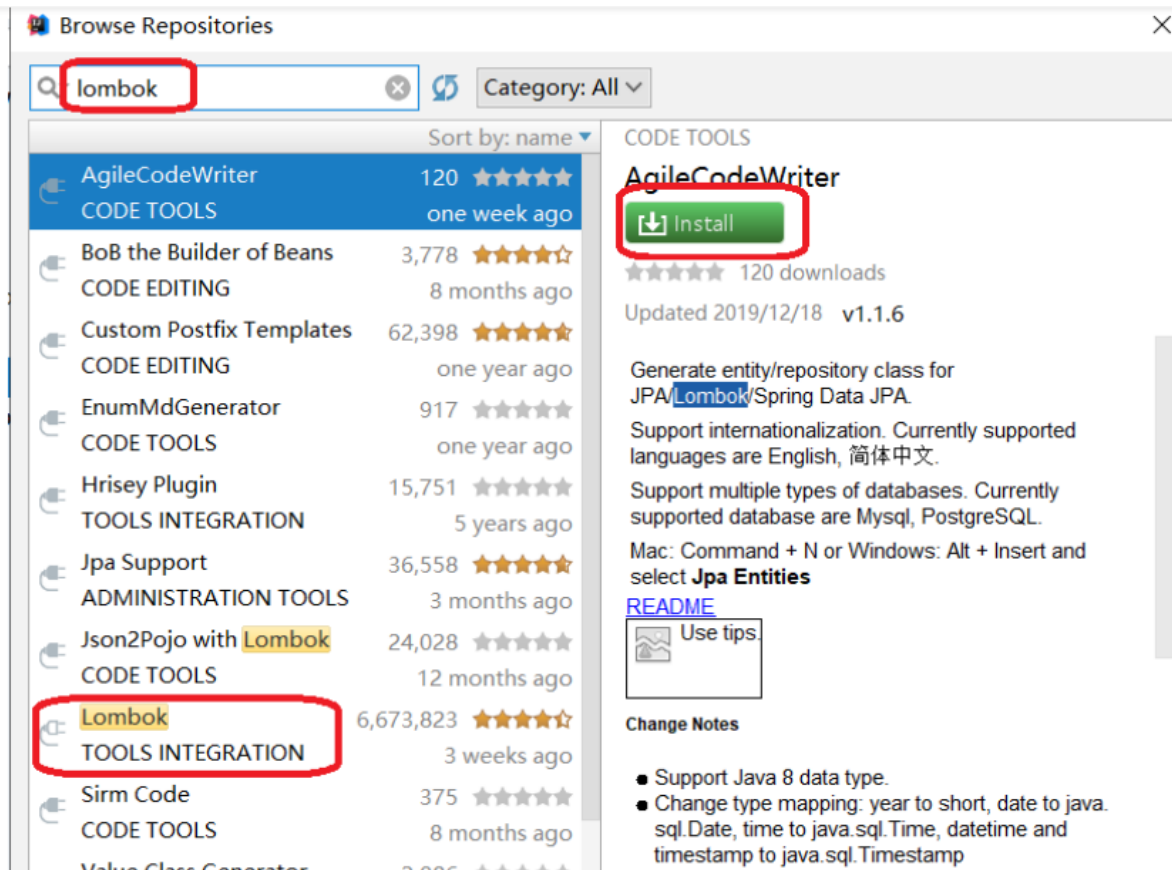 Browse Repositories
lombok
Category: All
Sort by: name
AgileCodeWriter 120
CODE TOOLS one week ago
BoB the Builder of Beans 3,778
CODE EDITING 8 months ago
Custom Postfix Templates 62,398
CODE EDITING one year ago
EnumMdGenerator 917
CODE TOOLS one year ago
Hrisey Plugin 15,751
TOOLS INTEGRATION 5 years ago
Jpa Support 36,558
ADMINISTRATION TOOLS 3 months ago
Json2Pojo with Lombok 24,028
CODE TOOLS 12 months ago
Lombok 6,673,823
TOOLS INTEGRATION 3 weeks ago
Sirm Code 375
CODE TOOLS 8 months ago
Value Class Generator
CODE TOOLS
AgileCodeWriter
Install
120 downloads
Updated 2019/12/18 v1.1.6
Generate entity/repository class for
JPA/Lombok/Spring Data JPA.
Support internationalization. Currently supported
languages are English, 简体中文.
Support multiple types of databases. Currently
supported database are Mysql, PostgreSQL.
Mac: Command + N or Windows: Alt + Insert and
select Jpa Entities
README
Use tips.
Change Notes
Support Java 8 data type.
Change type mapping: year to short, date to java.
sql.Date, time to java.sql.Time, datetime and
timestamp to java.sql.Timestamp